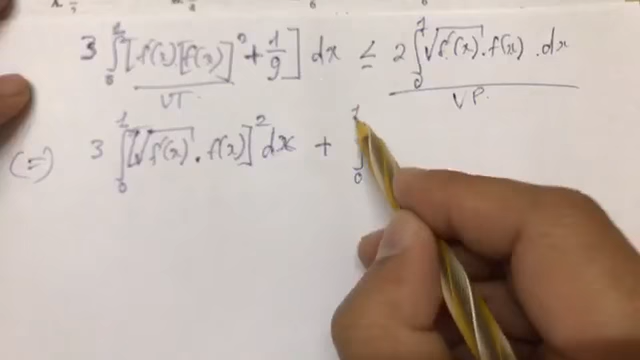 3 ∫₀¹ [f'(x)[f(x)]² + 1/9] dx ≤ 2 ∫₀¹ √f'(x) . f(x) . dx
VT VP.
(=) 3 ∫₀¹ [√f'(x) . f(x)]² dx + ∫₀¹